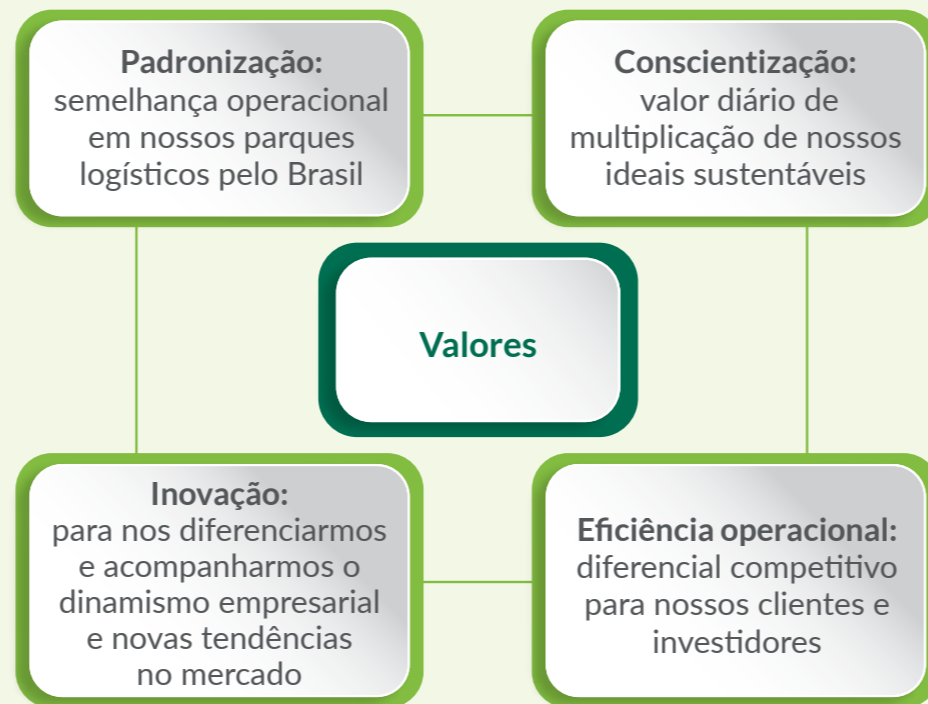 Padronização:
semelhança operacional
em nossos parques
logísticos pelo Brasil
Conscientização:
valor diário de
multiplicação de nossos
ideais sustentáveis
Valores
Inovação:
para nos diferenciarmos
e acompanharmos o
dinamismo empresarial
e novas tendências
no mercado
Eficiência operacional:
diferencial competitivo
para nossos clientes e
investidores